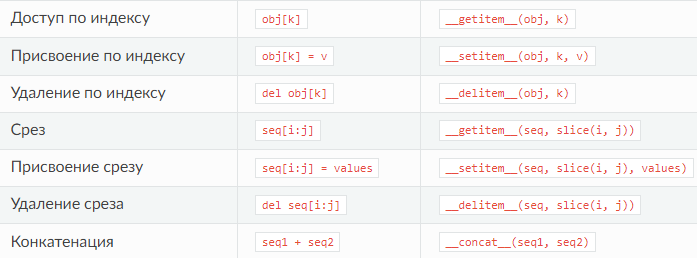 Доступ по индексу obj[k] __getitem__(obj, k)
Присвоение по индексу obj[k] = v __setitem__(obj, k, v)
Удаление по индексу del obj[k] __delitem__(obj, k)
Срез seq[i:j] __getitem__(seq, slice(i, j))
Присвоение срезу seq[i:j] = values __setitem__(seq, slice(i, j), values)
Удаление среза del seq[i:j] __delitem__(seq, slice(i, j))
Конкатенация seq1 + seq2 __concat__(seq1, seq2)